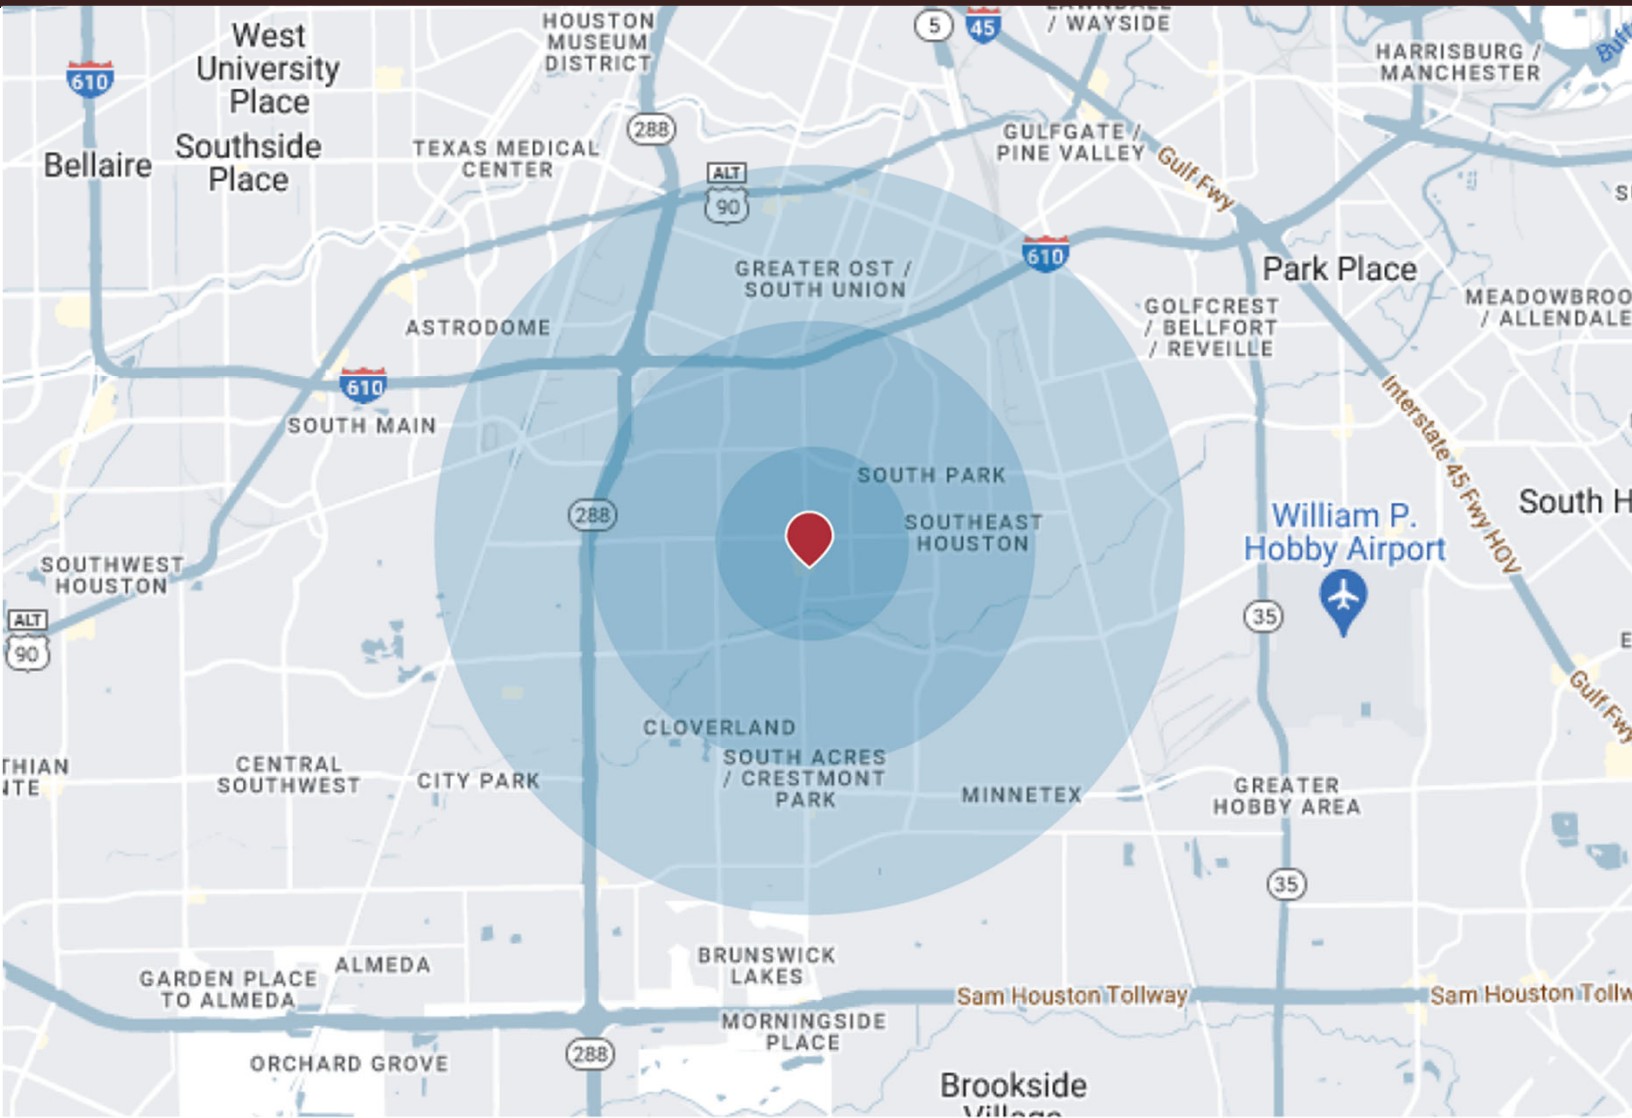 West
University
Place
HOUSTON
MUSEUM
DISTRICT
5
45
/ WAYSIDE
HARRISBURG /
MANCHESTER
610
Southside
Place
Bellaire
TEXAS MEDICAL
CENTER
288
ALT
90
GULFGATE /
PINE VALLEY
Gulf Fwy
610
Park Place
GREATER OST /
SOUTH UNION
ASTRODOME
GOLFCREST
/ BELLFORT
/ REVEILLE
MEADOWBROO
/ ALLENDALE
610
SOUTH MAIN
Interstate 45 Fwy HOV
SOUTH PARK
SOUTHEAST
HOUSTON
288
William P.
Hobby Airport
South H
SOUTHWEST
HOUSTON
ALT
90
35
Gulf Fwy
CLOVERLAND
SOUTH ACRES
/ CRESTMONT
PARK
THIAN
NTE
CENTRAL
SOUTHWEST
CITY PARK
MINNETEX
GREATER
HOBBY AREA
35
BRUNSWICK
LAKES
GARDEN PLACE
TO ALMEDA
ALMEDA
Sam Houston Tollway
Sam Houston Tollw
MORNINGSIDE
PLACE
288
ORCHARD GROVE
Brookside
Village